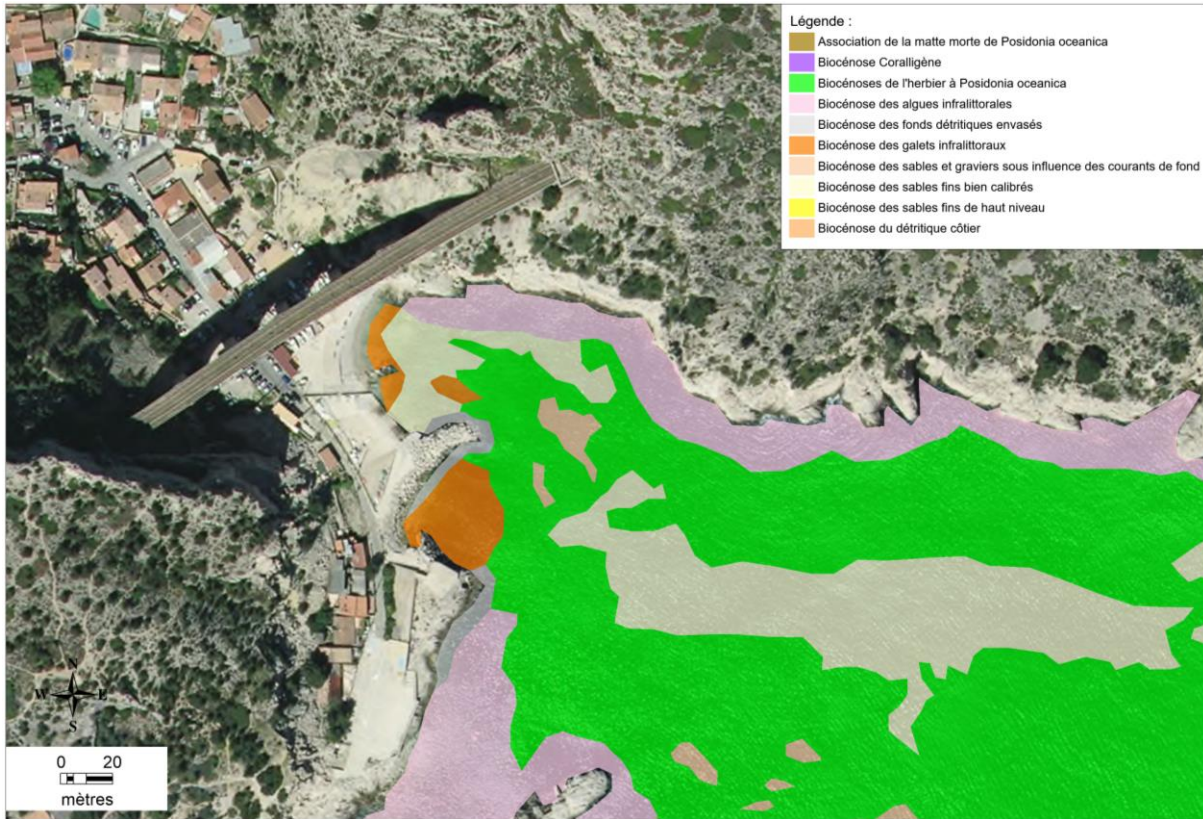 Légende :
Association de la matte morte de Posidonia oceanica
Biocénose Coralligène
Biocénoses de l'herbier à Posidonia oceanica
Biocénose des algues infralittorales
Biocénose des fonds détritiques envasés
Biocénose des galets infralittoraux
Biocénose des sables et graviers sous influence des courants de fond
Biocénose des sables fins bien calibrés
Biocénose des sables fins de haut niveau
Biocénose du détritique côtier
N
W E
S
0 20
mètres